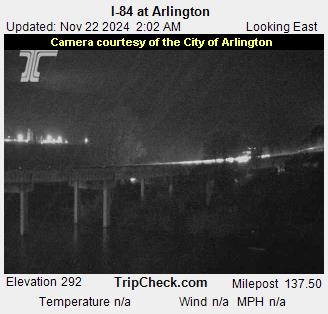 I-84 at Arlington
Updated: Nov 22 2024 2:02 AM Looking East
Camera courtesy of the City of Arlington
Elevation 292 TripCheck.com Milepost 137.50
Temperature n/a Wind n/a MPH n/a